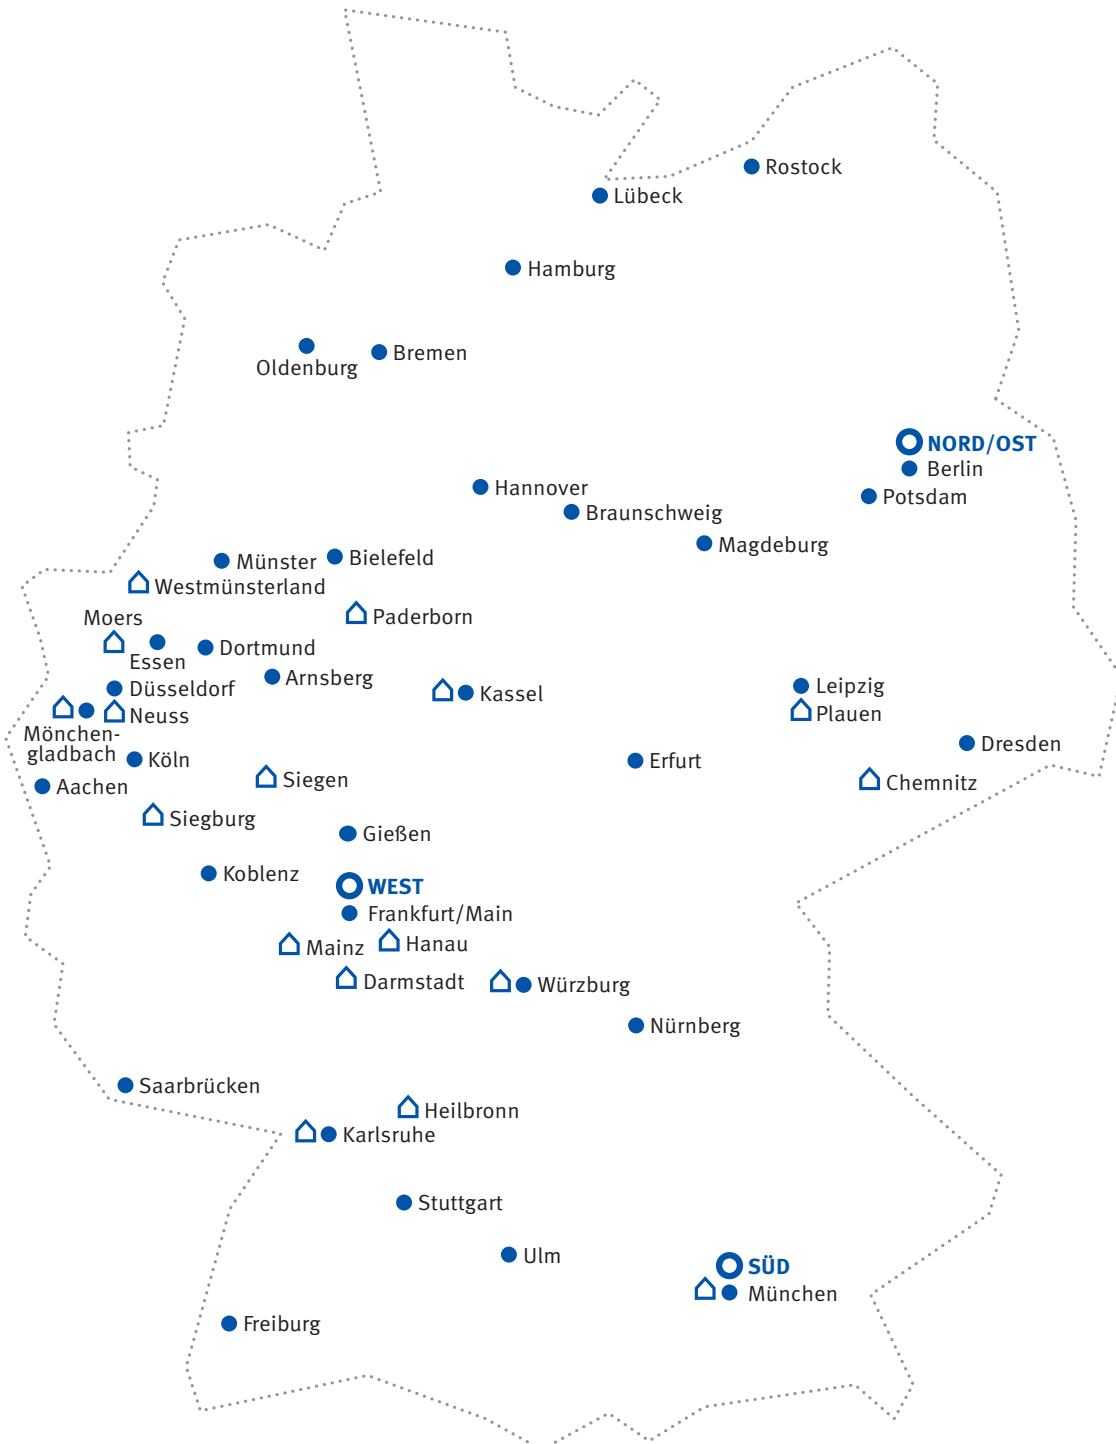 Rostock
Lübeck
Hamburg
Oldenburg
Bremen
NORD/OST
Berlin
Potsdam
Hannover
Braunschweig
Magdeburg
Münster
Bielefeld
Westmünsterland
Paderborn
Moers
Essen
Dortmund
Arnsberg
Düsseldorf
Kassel
Leipzig
Neuss
Plauen
Mönchen-
gladbach
Köln
Dresden
Erfurt
Siegen
Chemnitz
Aachen
Siegburg
Gießen
Koblenz
WEST
Frankfurt/Main
Mainz
Hanau
Darmstadt
Würzburg
Nürnberg
Saarbrücken
Heilbronn
Karlsruhe
Stuttgart
Ulm
SÜD
München
Freiburg